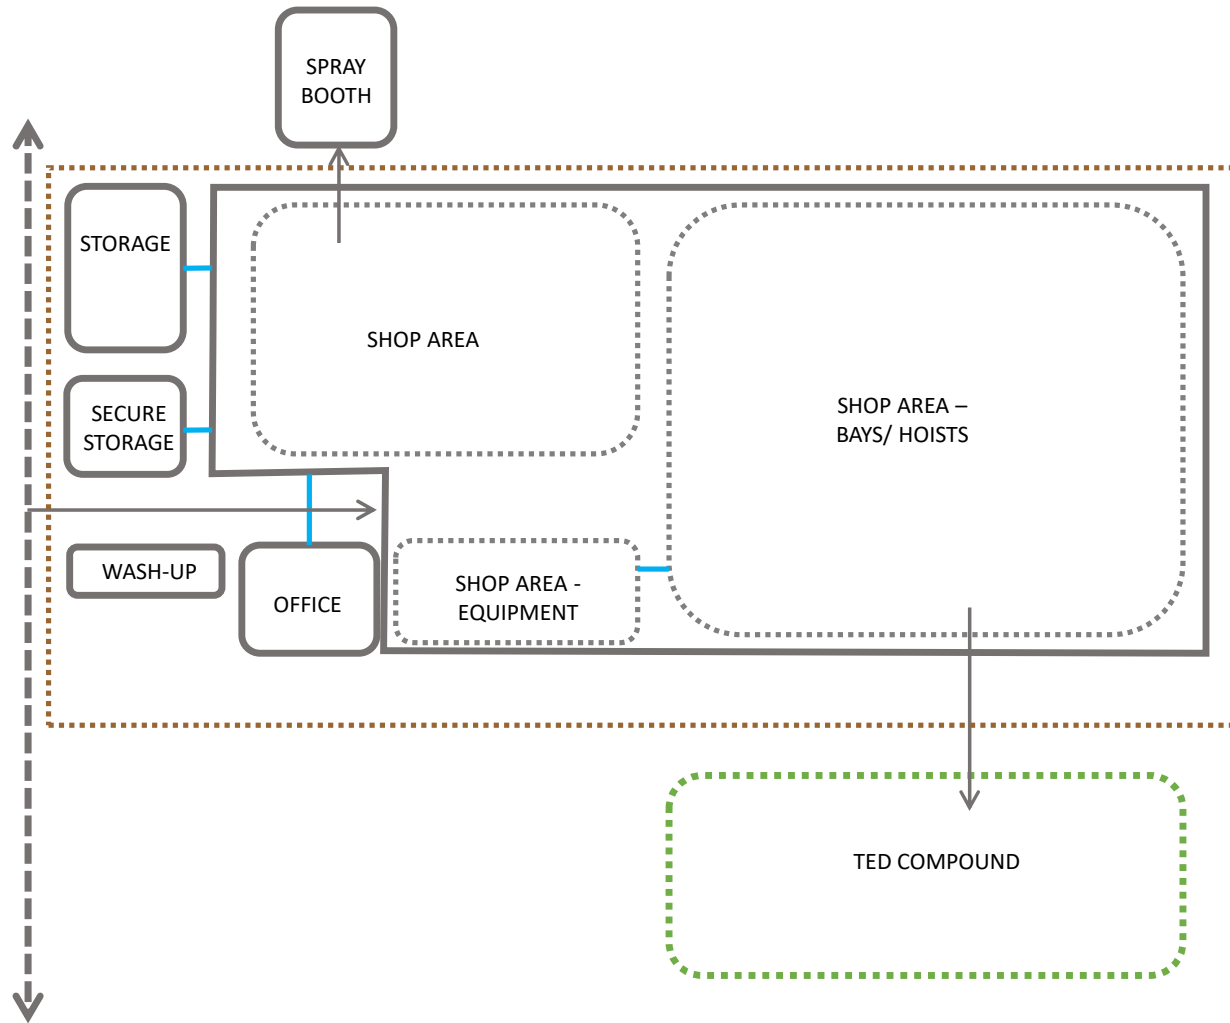 SPRAY
BOOTH
STORAGE
SHOP AREA
SECURE
STORAGE
SHOP AREA –
BAYS/ HOISTS
WASH-UP
OFFICE
SHOP AREA -
EQUIPMENT
TED COMPOUND